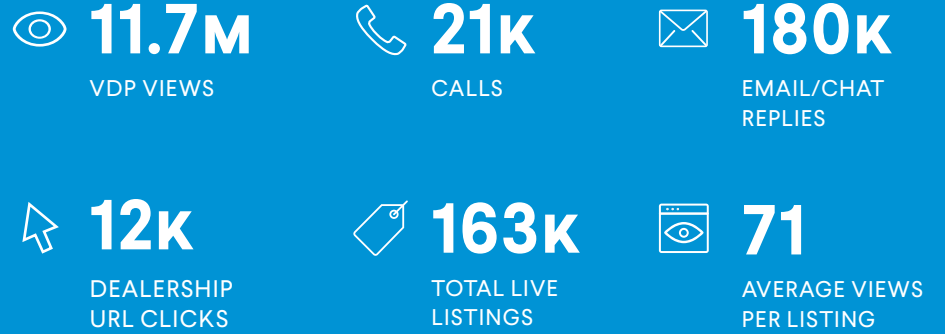 11.7M
VDP VIEWS
21K
CALLS
180K
EMAIL/CHAT
REPLIES
12K
DEALERSHIP
URL CLICKS
163K
TOTAL LIVE
LISTINGS
71
AVERAGE VIEWS
PER LISTING